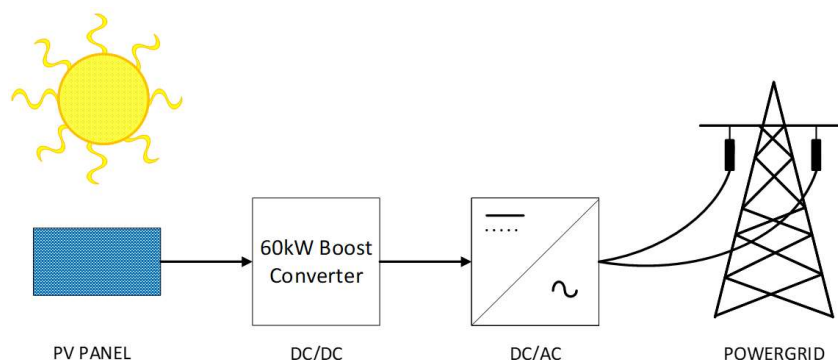 60kW Boost
Converter
PV PANEL
DC/DC
DC/AC
POWERGRID